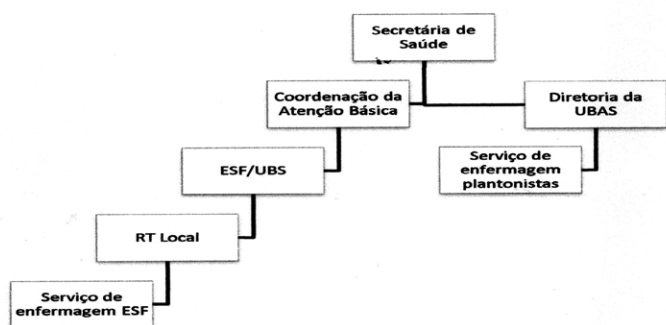 Secretária de
Saúde
Coordenação da
Atenção Básica
Diretoria da
UBAS
ESF/UBS
Serviço de
enfermagem
plantonistas
RT Local
Serviço de
enfermagem ESF